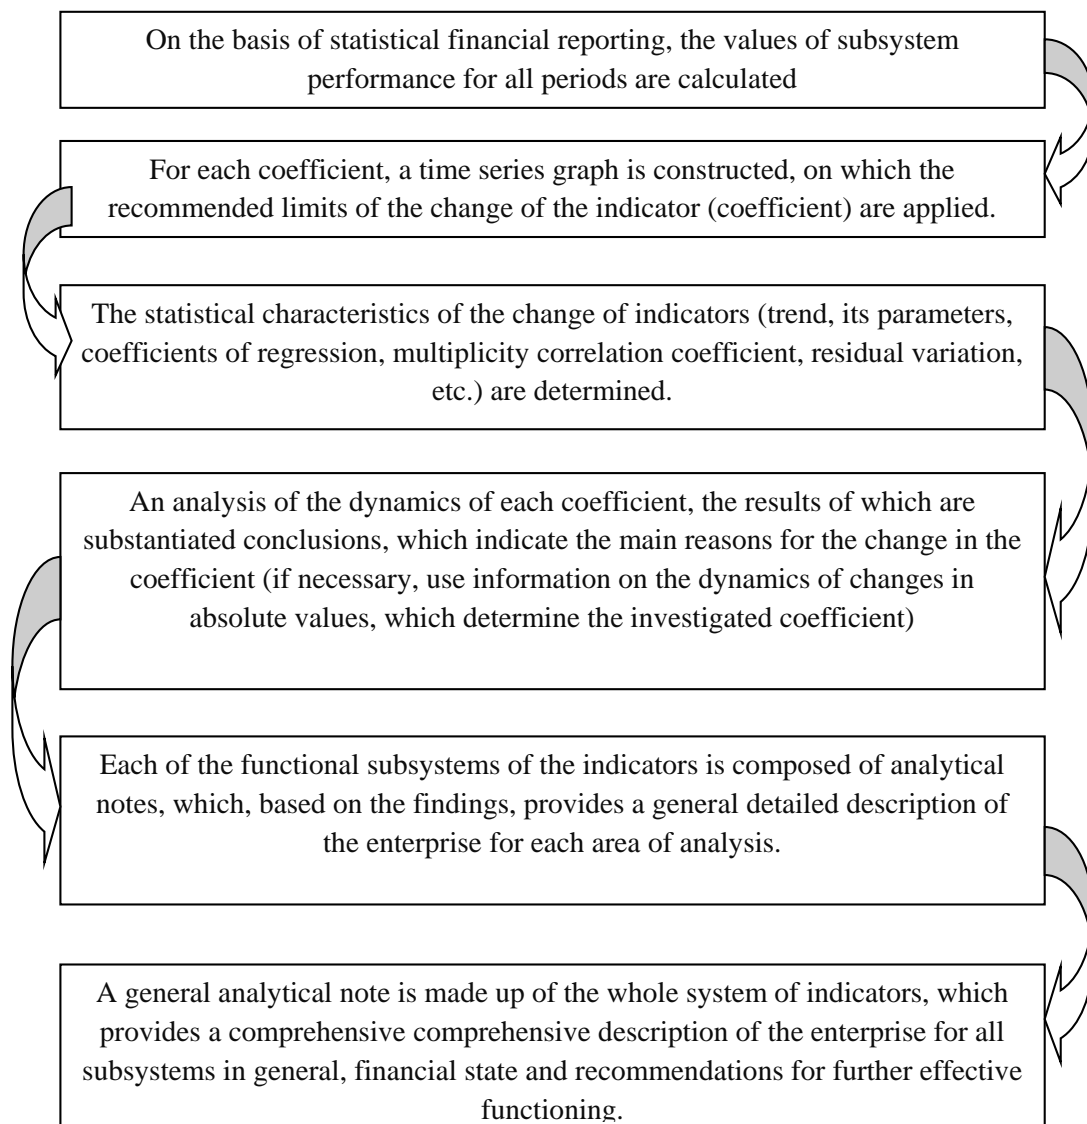 On the basis of statistical financial reporting, the values of subsystem
performance for all periods are calculated
For each coefficient, a time series graph is constructed, on which the
recommended limits of the change of the indicator (coefficient) are applied.
The statistical characteristics of the change of indicators (trend, its parameters,
coefficients of regression, multiplicity correlation coefficient, residual variation,
etc.) are determined.
An analysis of the dynamics of each coefficient, the results of which are
substantiated conclusions, which indicate the main reasons for the change in the
coefficient (if necessary, use information on the dynamics of changes in
absolute values, which determine the investigated coefficient)
Each of the functional subsystems of the indicators is composed of analytical
notes, which, based on the findings, provides a general detailed description of
the enterprise for each area of analysis.
A general analytical note is made up of the whole system of indicators, which
provides a comprehensive comprehensive description of the enterprise for all
subsystems in general, financial state and recommendations for further effective
functioning.